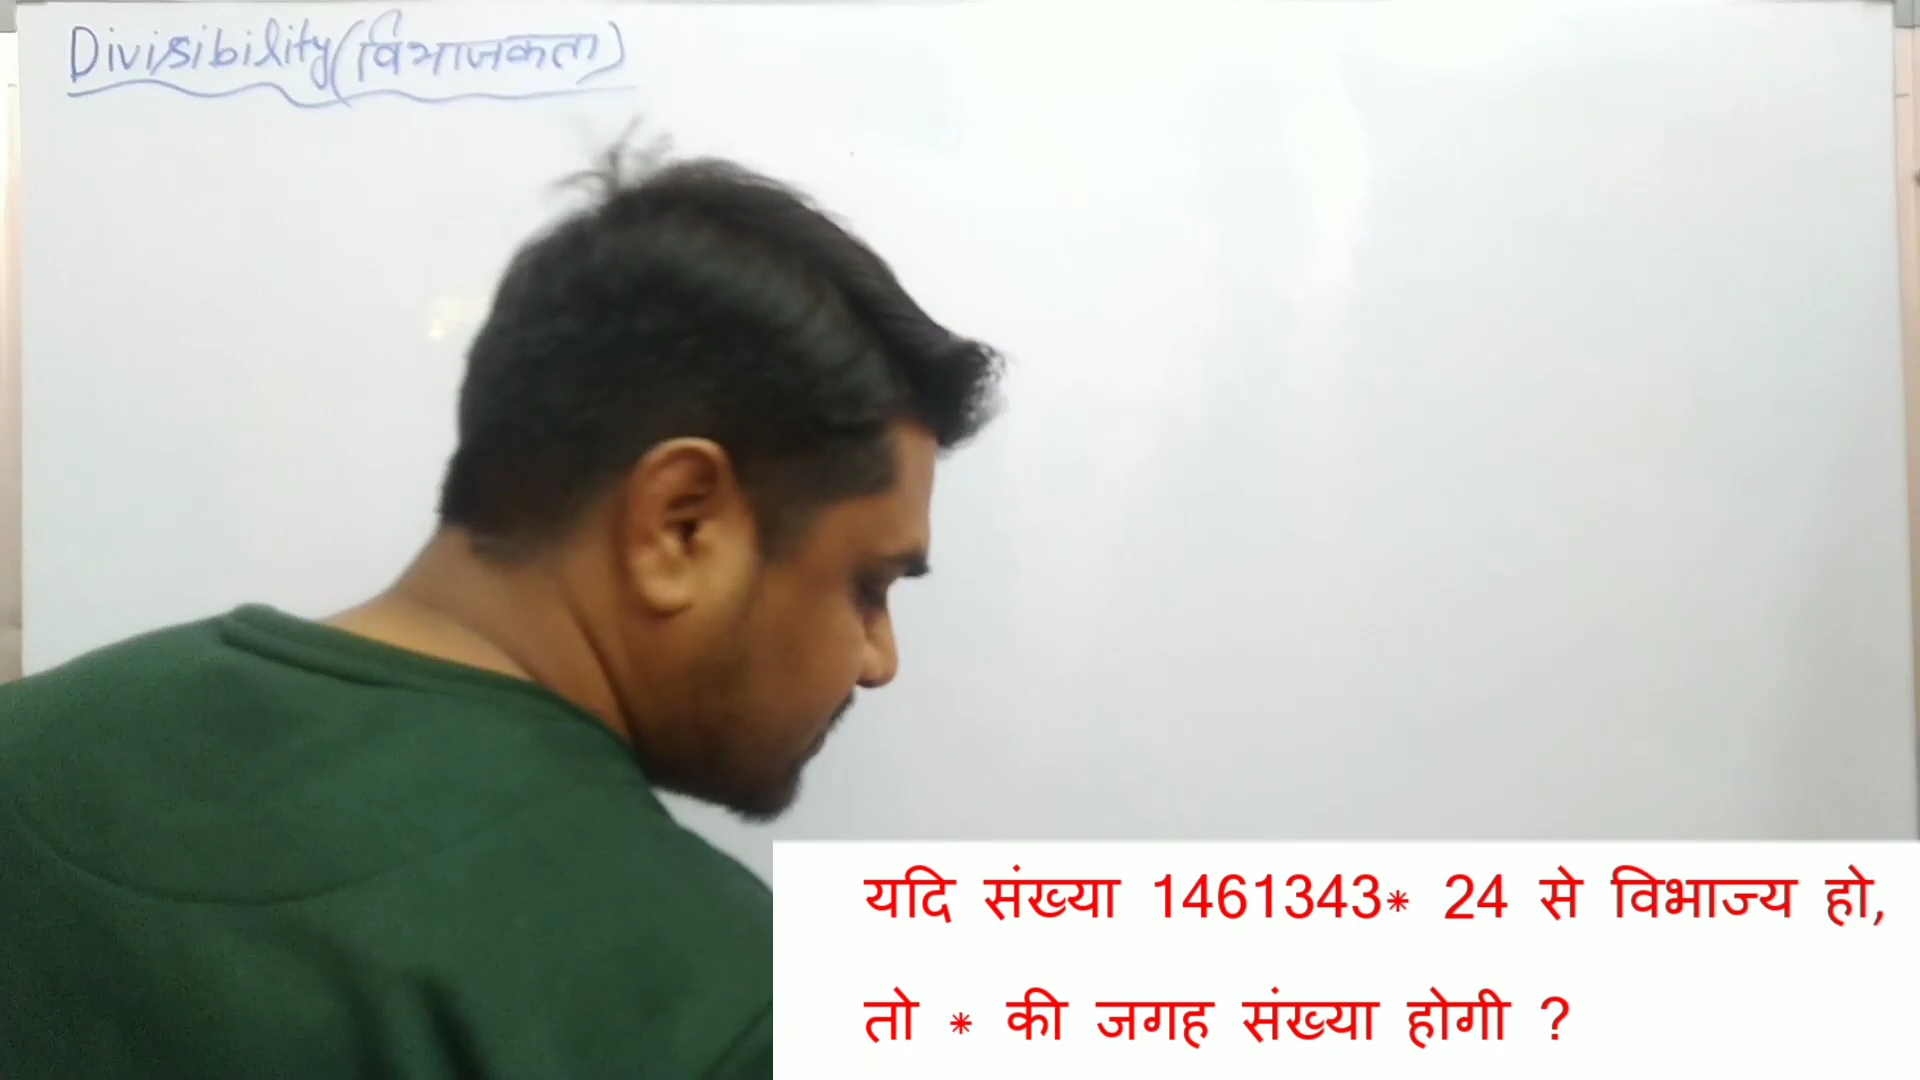 Divisibility (विभाजकता)
यदि संख्या 1461343* 24 से विभाज्य हो,
तो * की जगह संख्या होगी ?